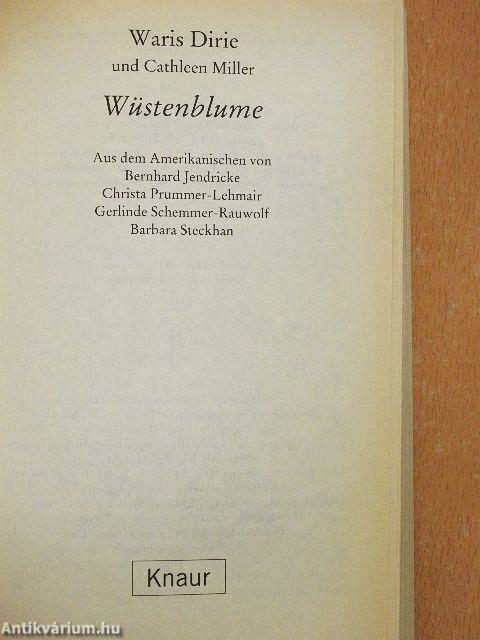 Waris Dirie
und Cathleen Miller
Wüstenblume
Aus dem Amerikanischen von
Bernhard Jendricke
Christa Prummer-Lehmair
Gerlinde Schemmer-Rauwolf
Barbara Steckhan
Knaur
Antikvárium.hu